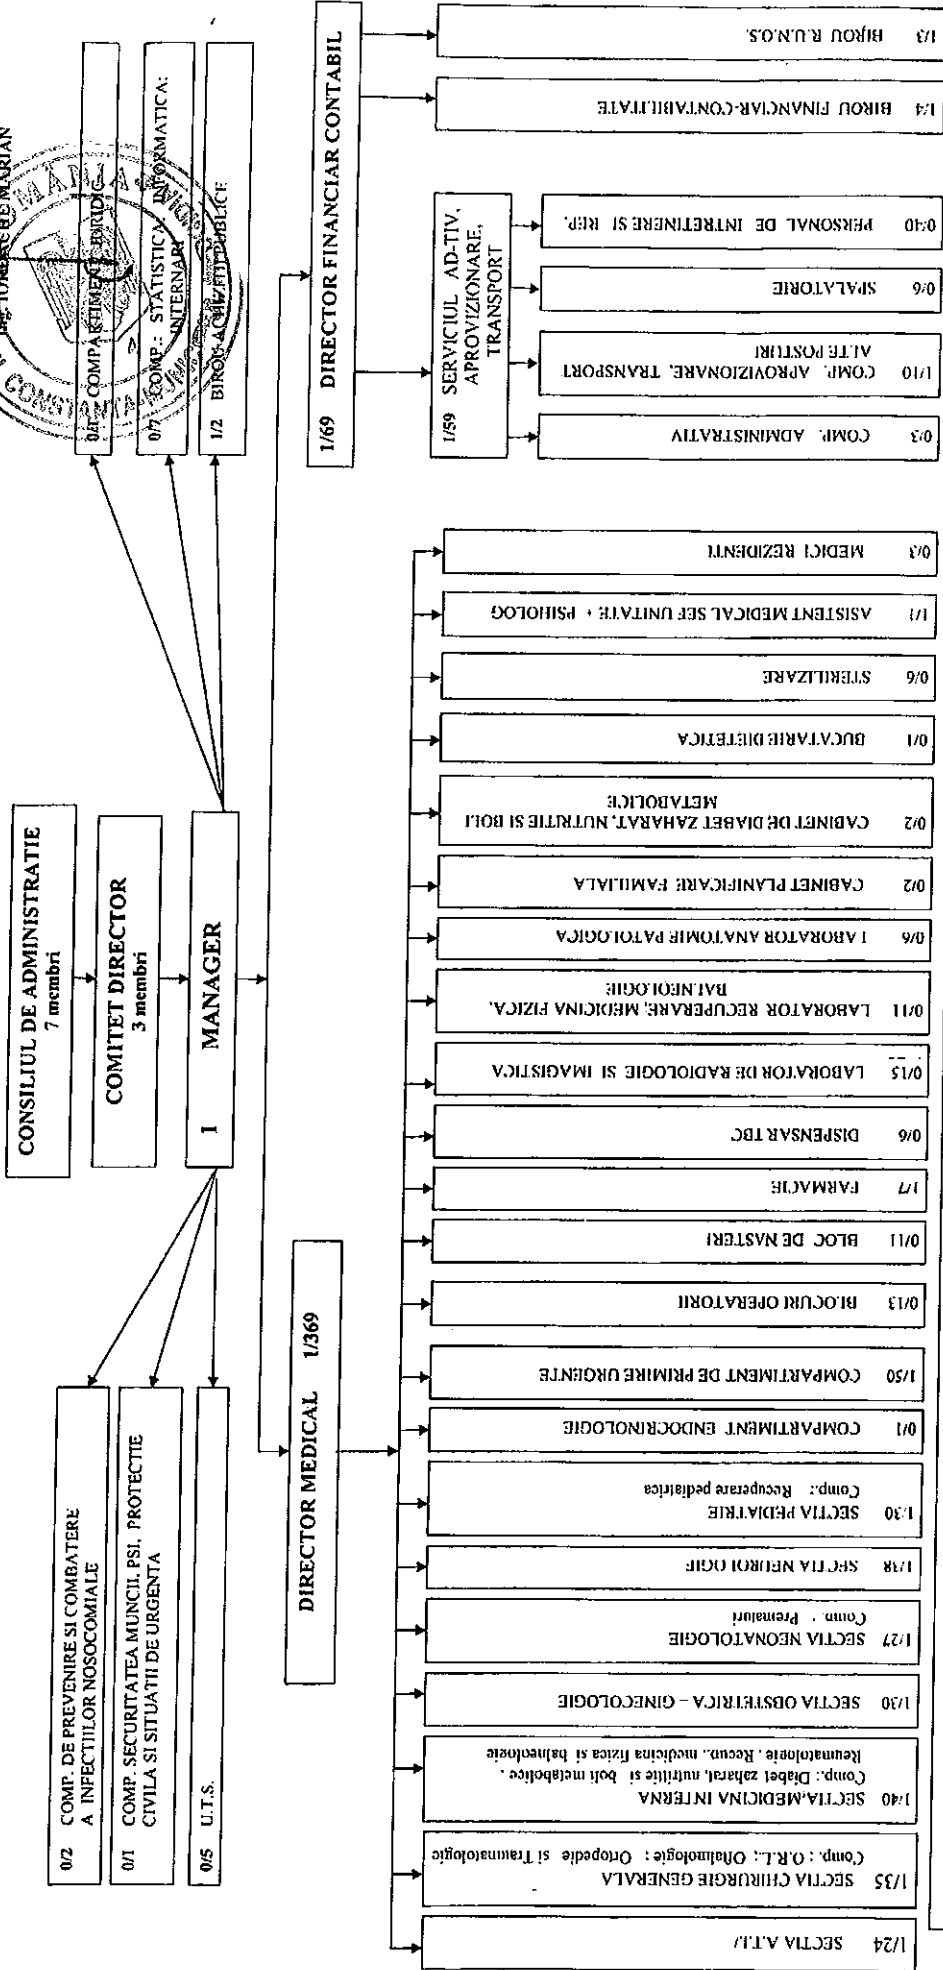 CONSILIUL DE ADMINISTRATIE
7 membri
COMITET DIRECTOR
3 membri
1 MANAGER
0/2 COMP. DE PREVENIRE SI COMBATERE
A INFECTIILOR NOSOCOMIALE
0/1 COMP. SECURITATEA MUNCII, PSI, PROTECTIE
CIVILA SI SITUATII DE URGENTA
0/5 U.T.S.
IORDACHE MARIAN
COMPARTIMENT JURIDIC
0/7 COMP.: STATISTICA, INFORMATICA;
INTERNARI
1/2 BIROU ACHIZITII PUBLICE
DIRECTOR MEDICAL 1/369
1/69 DIRECTOR FINANCIAR CONTABIL
1/24 SECTIA A.T.I./
1/35 SECTIA CHIRURGIE GENERALA
Comp. : O.R.L.; Oftalmologie ; Ortopedie si Traumatologie
1/40 SECTIA.MEDICINA INTERNA
Comp.: Diabet zaharat, nutritie si boli metabolice ,
Reumatologie , Recup., medicina fizica si balneologie
1/30 SECTIA OBSTETRICA – GINECOLOGIE
1/27 SECTIA NEONATOLOGIE
Comp. : Prematuri
1/18 SECTIA NEUROLOGIE
1/30 SECTIA PEDIATRIE
Comp.: Recuperare pediatrica
0/1 COMPARTIMENT ENDOCRINOLOGIE
1/50 COMPARTIMENT DE PRIMIRE URGENTE
0/13 BLOCURI OPERATORII
0/11 BLOC DE NASTERI
1/7 FARMACIE
0/6 DISPENSAR TBC
0/15 LABORATOR DE RADIOLOGIE SI IMAGISTICA
0/11 LABORATOR RECUPERARE, MEDICINA FIZICA,
BALNEOLOGIE
0/6 LABORATOR ANATOMIE PATOLOGICA
0/2 CABINET PLANIFICARE FAMILIALA
0/2 CABINET DE DIABET ZAHARAT, NUTRITIE SI BOLI
METABOLICE
0/1 BUCATARIE DIETETICA
0/6 STERILIZARE
1/1 ASISTENT MEDICAL SEF UNITATE + PSIHOLOG
0/3 MEDICI REZIDENTI
1/59 SERVICIUL AD-TIV,
APROVIZIONARE,
TRANSPORT
0/3 COMP. ADMINISTRATIV
1/10 COMP. APROVIZIONARE, TRANSPORT
ALTE POSTURI
0/6 SPALATORIE
0/40 PERSONAL DE INTRETINERE SI REP.
1/4 BIROU FINANCIAR-CONTABILITATE
1/3 BIROU R.U.N.O.S.